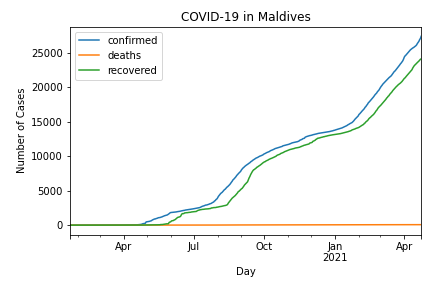 COVID-19 in Maldives
confirmed
deaths
recovered
Number of Cases
25000
20000
15000
10000
5000
0
Apr
Jul
Oct
Jan
2021
Apr
Day